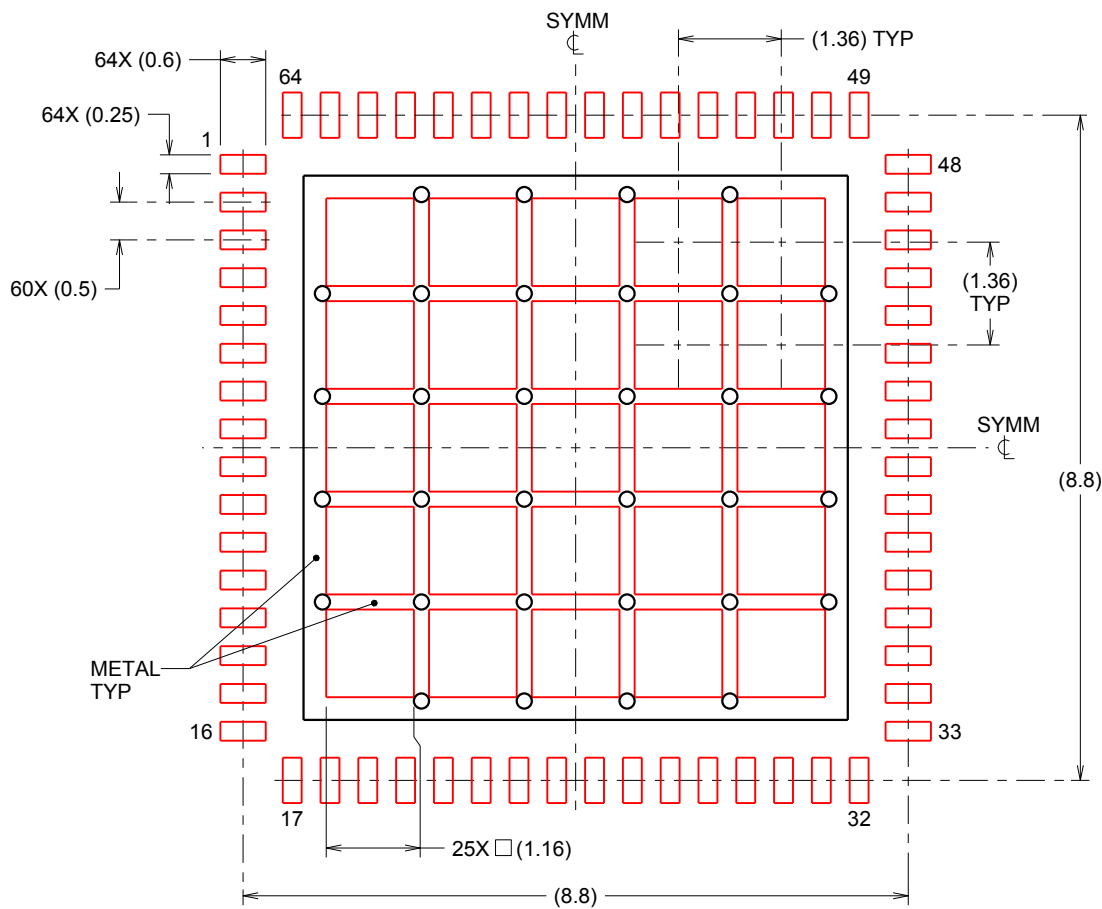 SYMM
℄
(1.36) TYP
64X (0.6)
64
49
64X (0.25)
1
48
60X (0.5)
(1.36)
TYP
SYMM
℄
(8.8)
METAL
TYP
16
33
17
32
25X □ (1.16)
(8.8)